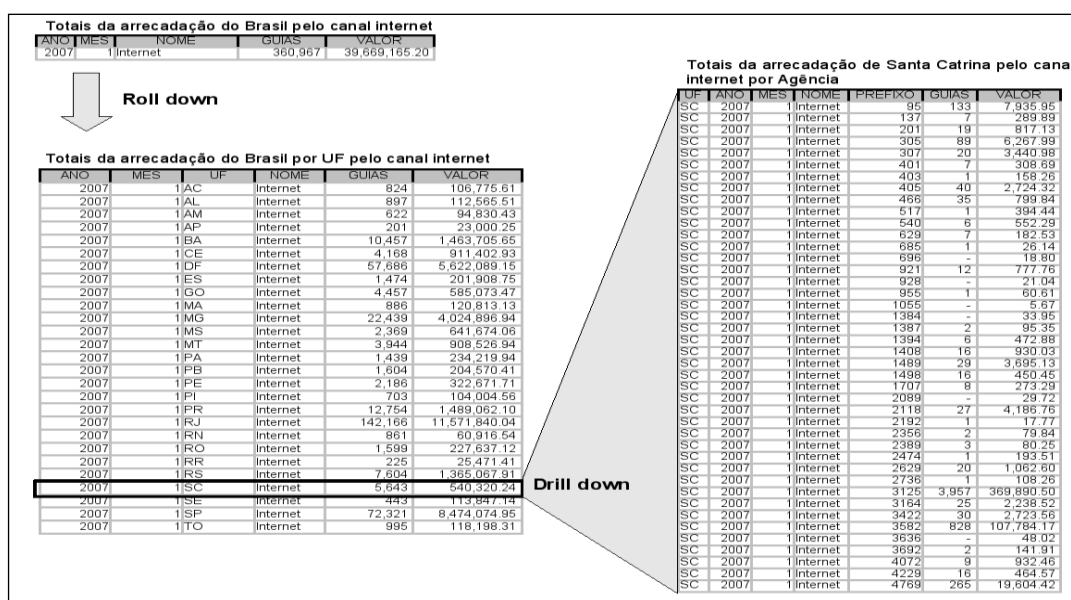 Totais da arrecadação do Brasil pelo canal internet
ANO MES NOME GUIAS VALOR
2007 1 Internet 360,967 39,669,165.20
Roll down
Totais da arrecadação do Brasil por UF pelo canal internet
ANO MES UF NOME GUIAS VALOR
2007 1 AC Internet 824 106,775.61
2007 1 AL Internet 897 112,565.51
2007 1 AM Internet 622 94,830.43
2007 1 AP Internet 201 23,000.25
2007 1 BA Internet 10,457 1,463,705.65
2007 1 CE Internet 4,168 911,402.93
2007 1 DF Internet 57,686 5,622,089.15
2007 1 ES Internet 1,474 201,908.75
2007 1 GO Internet 4,457 585,073.47
2007 1 MA Internet 886 120,813.13
2007 1 MG Internet 22,439 4,024,896.94
2007 1 MS Internet 2,369 641,674.06
2007 1 MT Internet 3,944 908,526.94
2007 1 PA Internet 1,439 234,219.94
2007 1 PB Internet 1,604 204,570.41
2007 1 PE Internet 2,186 322,671.71
2007 1 PI Internet 703 104,004.56
2007 1 PR Internet 12,754 1,489,062.10
2007 1 RJ Internet 142,166 11,571,840.04
2007 1 RN Internet 861 60,916.54
2007 1 RO Internet 1,599 227,637.12
2007 1 RR Internet 225 25,471.41
2007 1 RS Internet 7,604 1,365,067.91
2007 1 SC Internet 5,643 540,320.24
2007 1 SE Internet 443 113,847.14
2007 1 SP Internet 72,321 8,474,074.95
2007 1 TO Internet 995 118,198.31
Drill down
Totais da arrecadação de Santa Catrina pelo cana
internet por Agência
UF ANO MES NOME PREFIXO GUIAS VALOR
SC 2007 1 Internet 95 133 7,935.95
SC 2007 1 Internet 137 7 289.89
SC 2007 1 Internet 201 19 817.13
SC 2007 1 Internet 305 89 6,267.99
SC 2007 1 Internet 307 20 3,440.98
SC 2007 1 Internet 401 7 308.69
SC 2007 1 Internet 403 1 158.26
SC 2007 1 Internet 405 40 2,724.32
SC 2007 1 Internet 466 35 799.84
SC 2007 1 Internet 517 1 394.44
SC 2007 1 Internet 540 6 552.29
SC 2007 1 Internet 629 7 182.53
SC 2007 1 Internet 685 1 26.14
SC 2007 1 Internet 696 - 18.80
SC 2007 1 Internet 921 12 777.76
SC 2007 1 Internet 928 - 21.04
SC 2007 1 Internet 955 1 60.61
SC 2007 1 Internet 1055 - 5.67
SC 2007 1 Internet 1384 - 33.95
SC 2007 1 Internet 1387 2 95.35
SC 2007 1 Internet 1394 6 472.88
SC 2007 1 Internet 1408 16 930.03
SC 2007 1 Internet 1489 29 3,695.13
SC 2007 1 Internet 1498 16 450.45
SC 2007 1 Internet 1707 8 273.29
SC 2007 1 Internet 2089 - 29.72
SC 2007 1 Internet 2118 27 4,186.76
SC 2007 1 Internet 2192 1 17.77
SC 2007 1 Internet 2356 2 79.84
SC 2007 1 Internet 2389 3 80.25
SC 2007 1 Internet 2474 1 193.51
SC 2007 1 Internet 2629 20 1,062.60
SC 2007 1 Internet 2736 1 108.26
SC 2007 1 Internet 3125 3,957 369,890.50
SC 2007 1 Internet 3164 25 2,238.52
SC 2007 1 Internet 3422 30 2,723.56
SC 2007 1 Internet 3582 828 107,784.17
SC 2007 1 Internet 3636 - 48.02
SC 2007 1 Internet 3692 2 141.91
SC 2007 1 Internet 4072 9 932.46
SC 2007 1 Internet 4229 16 464.57
SC 2007 1 Internet 4769 265 19,604.42